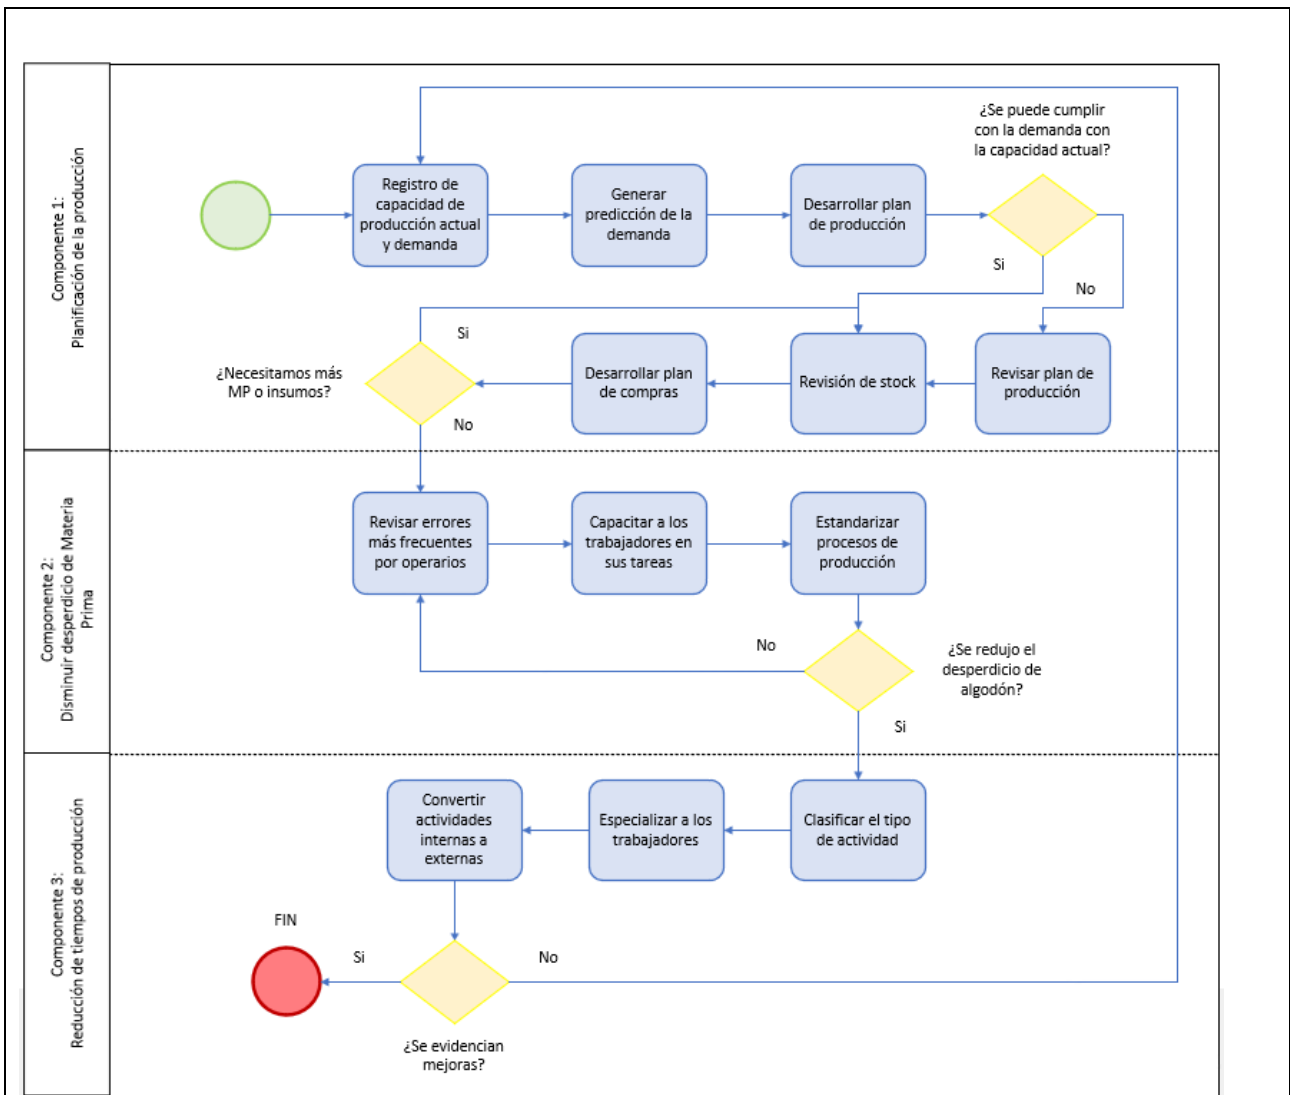 Componente 1:
Planificación de la producción
¿Se puede cumplir
con la demanda con
la capacidad actual?
Registro de
capacidad de
producción actual
y demanda
Generar
predicción de la
demanda
Desarrollar plan
de producción
Si
No
Si
¿Necesitamos más
MP o insumos?
Desarrollar plan
de compras
Revisión de stock
Revisar plan de
producción
No
Componente 2:
Disminuir desperdicio de Materia
Prima
Revisar errores
más frecuentes
por operarios
Capacitar a los
trabajadores en
sus tareas
Estandarizar
procesos de
producción
No
¿Se redujo el
desperdicio de
algodón?
Si
Componente 3:
Reducción de tiempos de producción
Convertir
actividades
internas a
externas
Especializar a los
trabajadores
Clasificar el tipo
de actividad
FIN
Si
No
¿Se evidencian
mejoras?